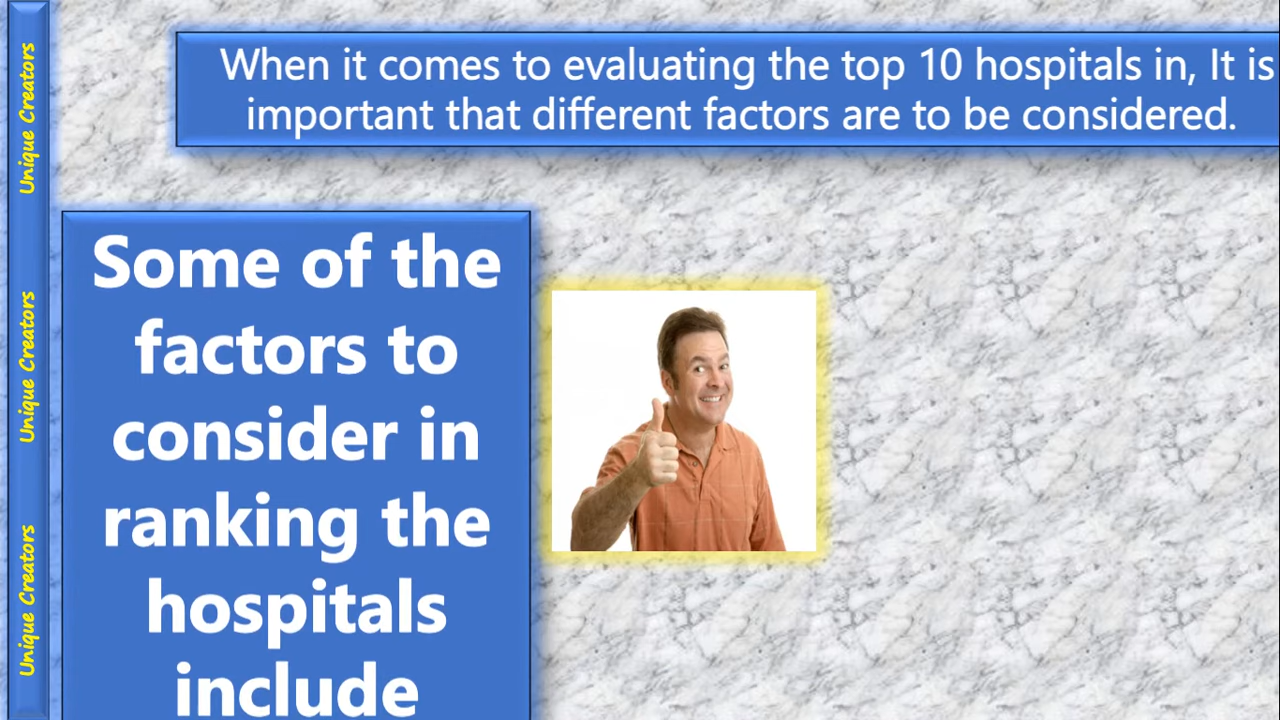 When it comes to evaluating the top 10 hospitals in, It is
important that different factors are to be considered.
Some of the
factors to
consider in
ranking the
hospitals
include
Unique Creators
Unique Creators
Unique Creators